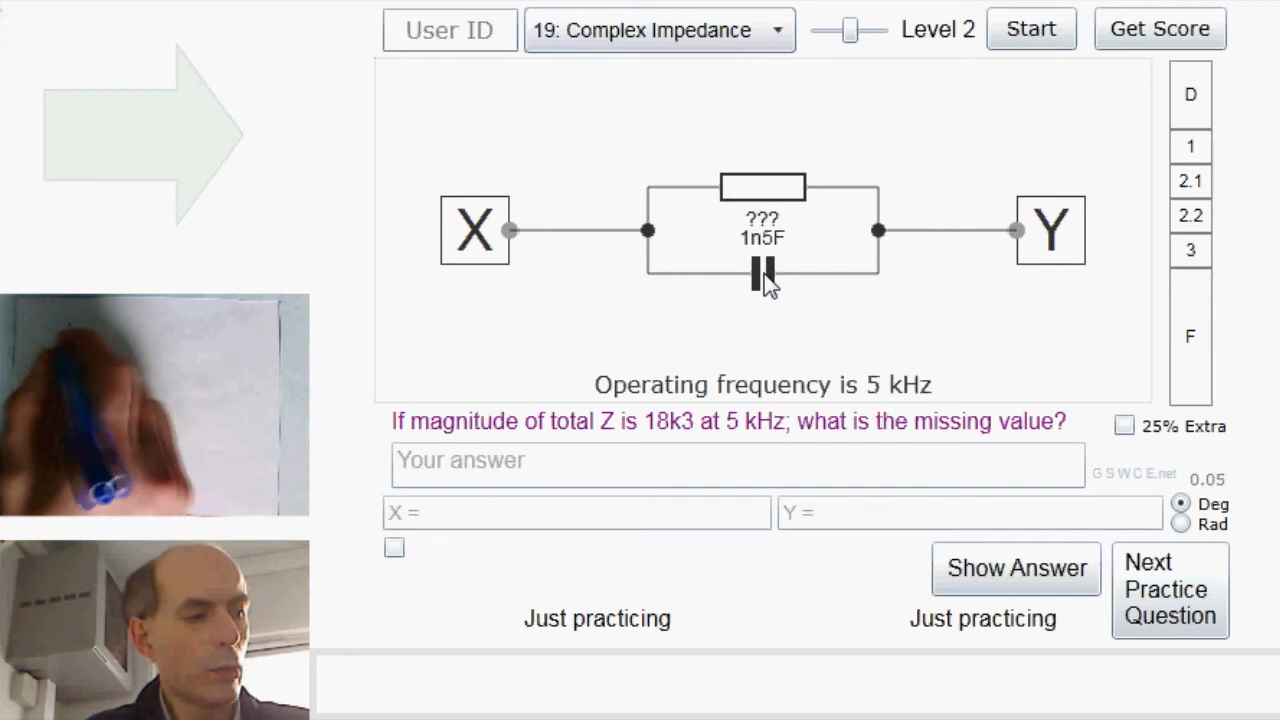 User ID
19: Complex Impedance
Level 2
Start
Get Score
D
1
2.1
2.2
3
F
X
???
1n5F
Y
Operating frequency is 5 kHz
If magnitude of total Z is 18k3 at 5 kHz; what is the missing value?
25% Extra
Your answer
GSWCE.net
0.05
X =
Y =
Deg
Rad
Show Answer
Next
Practice
Question
Just practicing
Just practicing